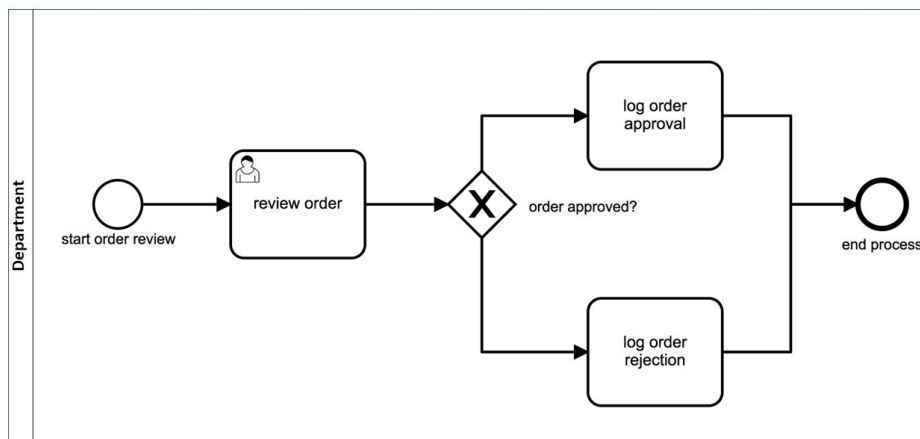 Department
start order review
review order
order approved?
log order
approval
log order
rejection
end process